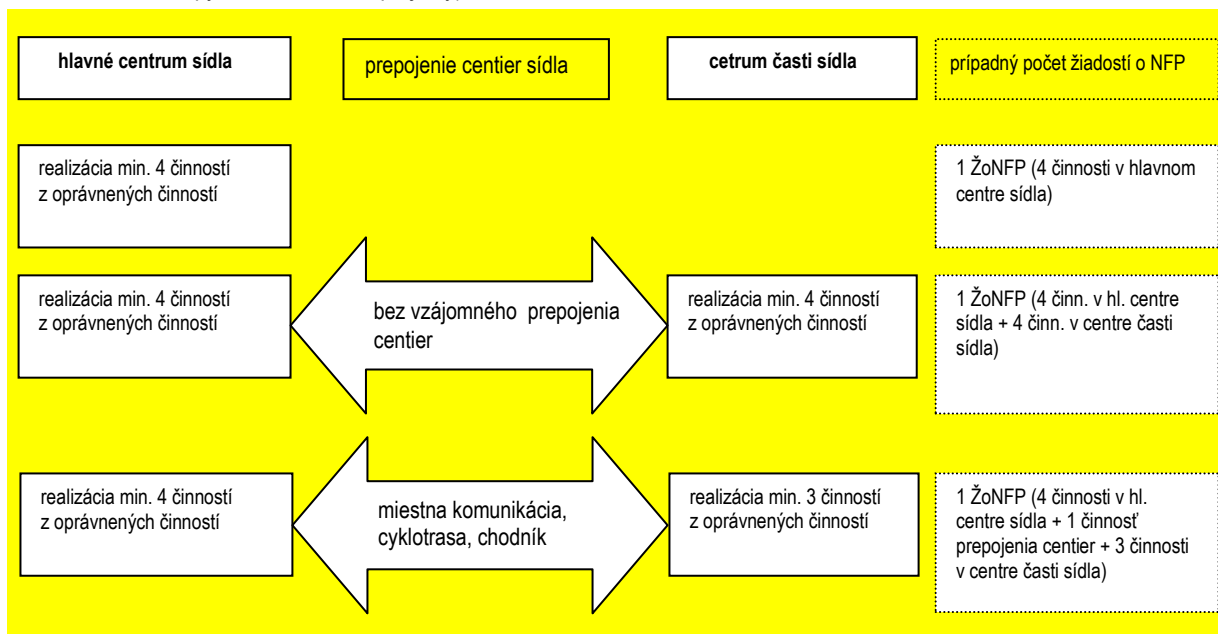 hlavné centrum sídla
prepojenie centier sídla
cetrum časti sídla
prípadný počet žiadostí o NFP
realizácia min. 4 činností
z oprávnených činností
1 ŽoNFP (4 činnosti v hlavnom
centre sídla)
realizácia min. 4 činností
z oprávnených činností
bez vzájomného prepojenia
centier
realizácia min. 4 činností
z oprávnených činností
1 ŽoNFP (4 činn. v hl. centre
sídla + 4 činn. v centre časti
sídla)
realizácia min. 4 činností
z oprávnených činností
miestna komunikácia,
cyklotrasa, chodník
realizácia min. 3 činností
z oprávnených činností
1 ŽoNFP (4 činnosti v hl.
centre sídla + 1 činnosť
prepojenia centier + 3 činnosti
v centre časti sídla)